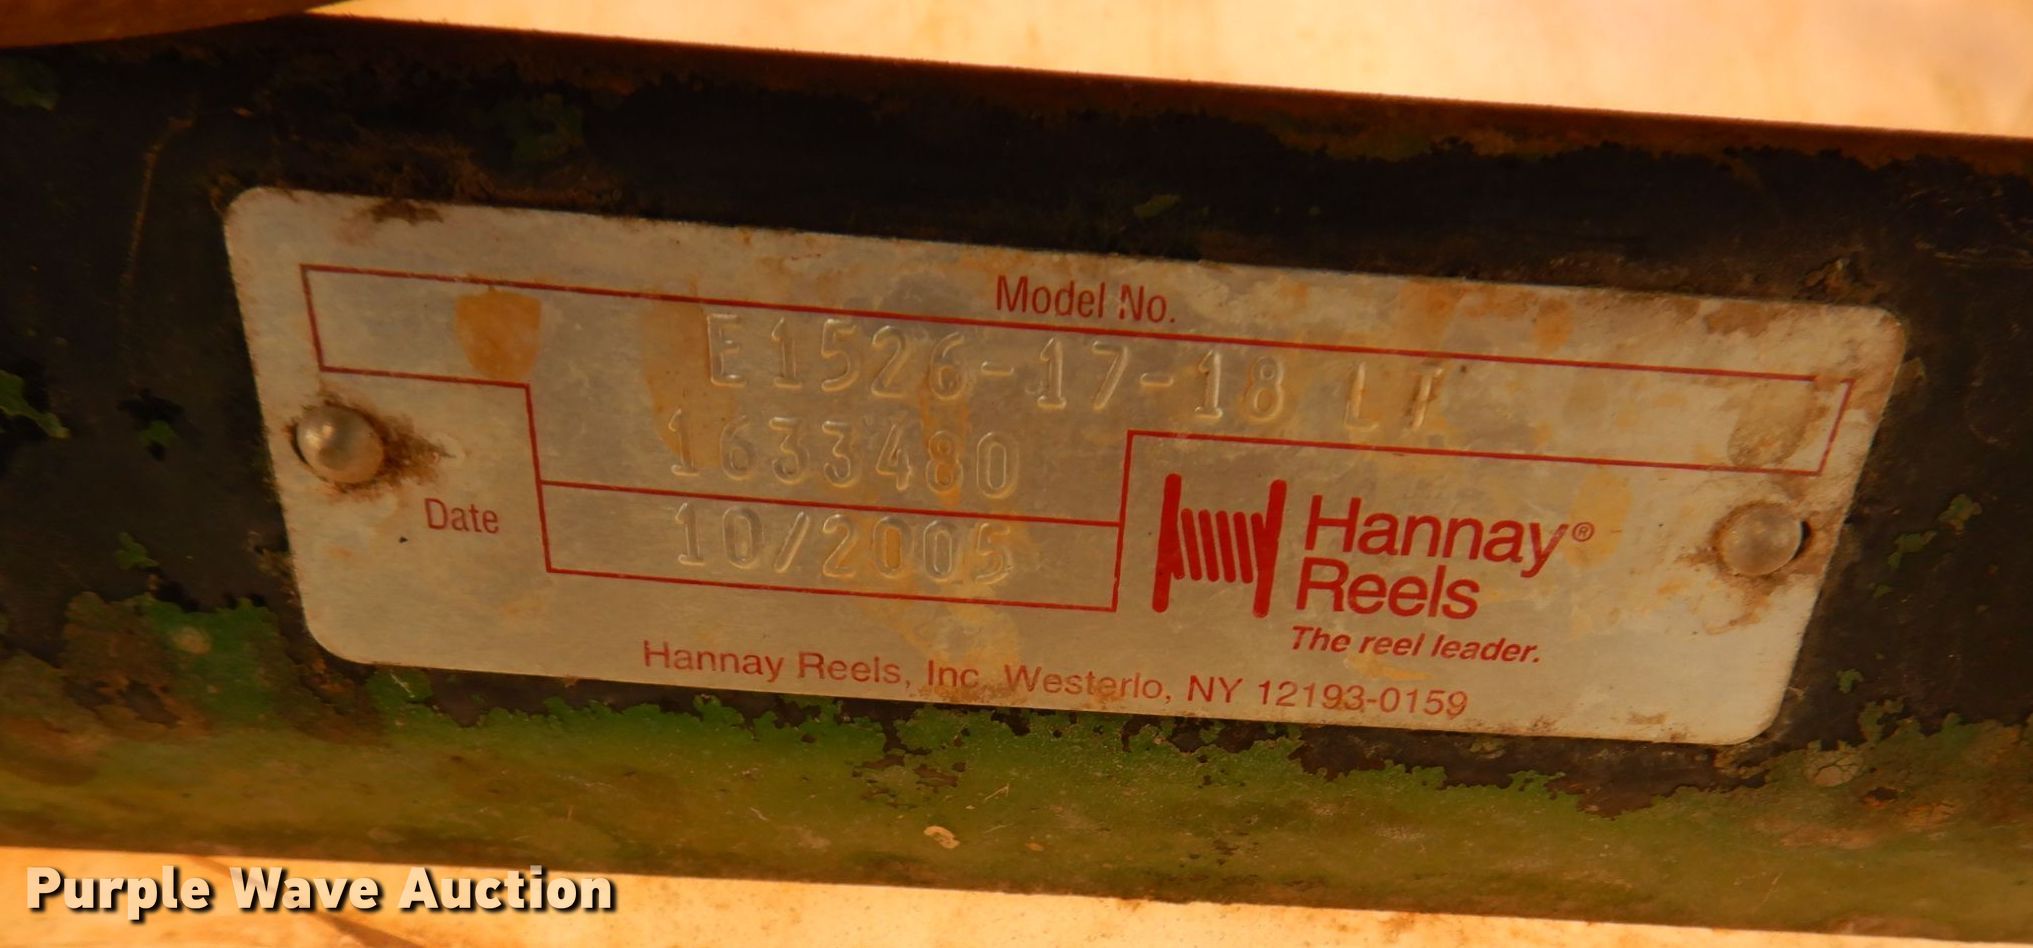 Model No.
E1526-17-18 LT
1633480
Date
10/2005
Hannay®
Reels
The reel leader.
Hannay Reels, Inc. Westerlo, NY 12193-0159
Purple Wave Auction